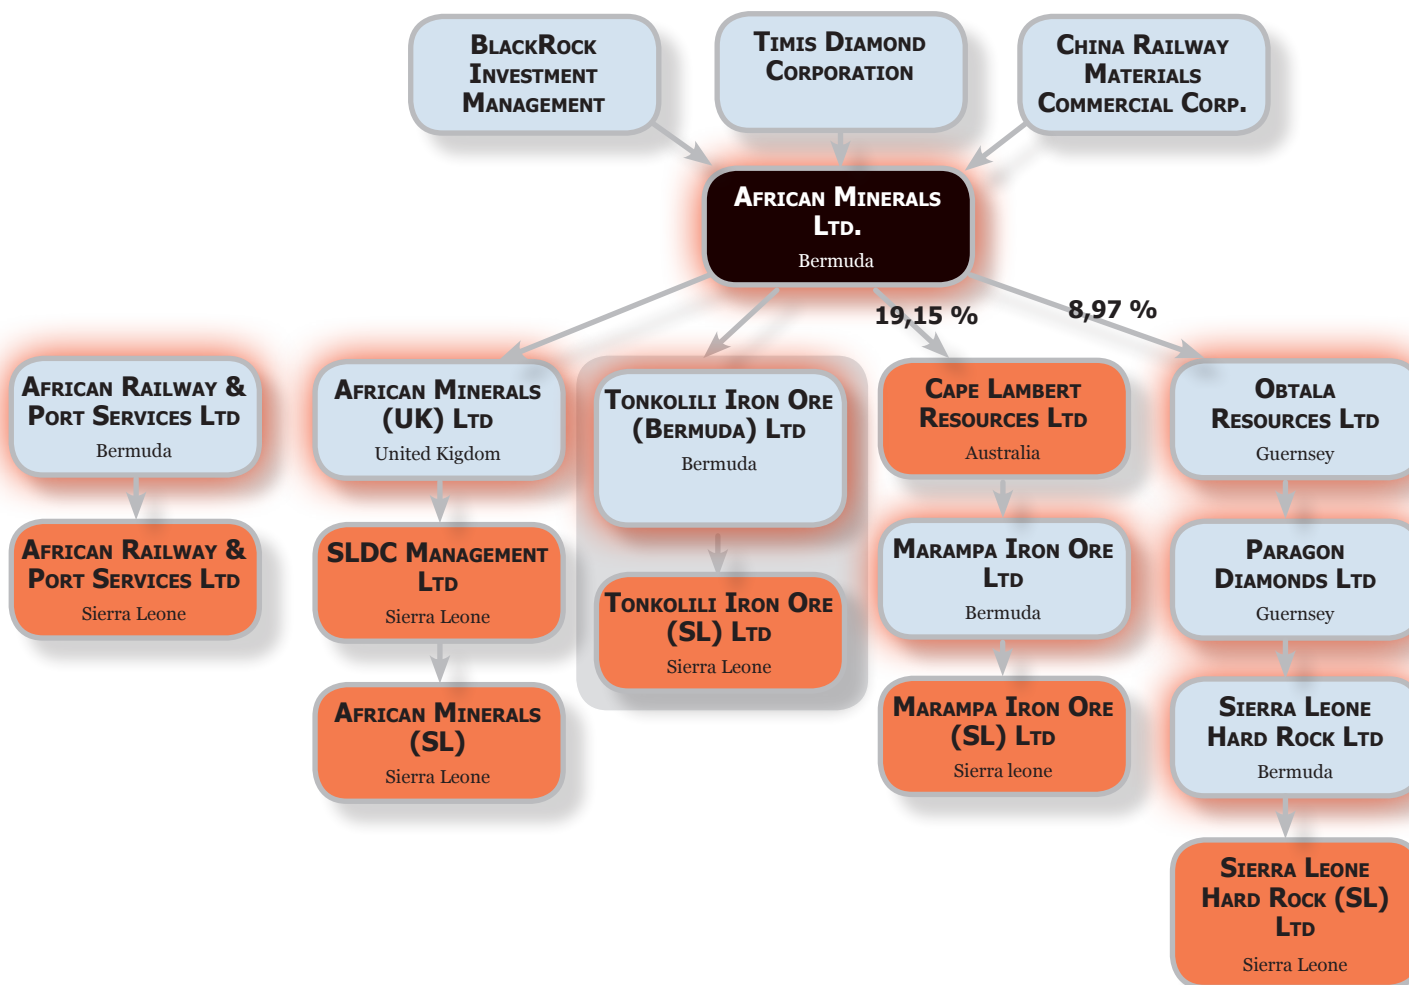 BlackRock
Investment
Management
Timis Diamond
Corporation
China Railway
Materials
Commercial Corp.
African Minerals
Ltd.
Bermuda
19,15 %
8,97 %
African Railway &
Port Services Ltd
Bermuda
African Minerals
(UK) Ltd
United Kigdom
Tonkolili Iron Ore
(Bermuda) Ltd
Bermuda
Cape Lambert
Resources Ltd
Australia
Obtala
Resources Ltd
Guernsey
African Railway &
Port Services Ltd
Sierra Leone
SLDC Management
Ltd
Sierra Leone
Tonkolili Iron Ore
(SL) Ltd
Sierra Leone
Marampa Iron Ore
Ltd
Bermuda
Paragon
Diamonds Ltd
Guernsey
African Minerals
(SL)
Sierra Leone
Marampa Iron Ore
(SL) Ltd
Sierra leone
Sierra Leone
Hard Rock Ltd
Bermuda
Sierra Leone
Hard Rock (SL)
Ltd
Sierra Leone